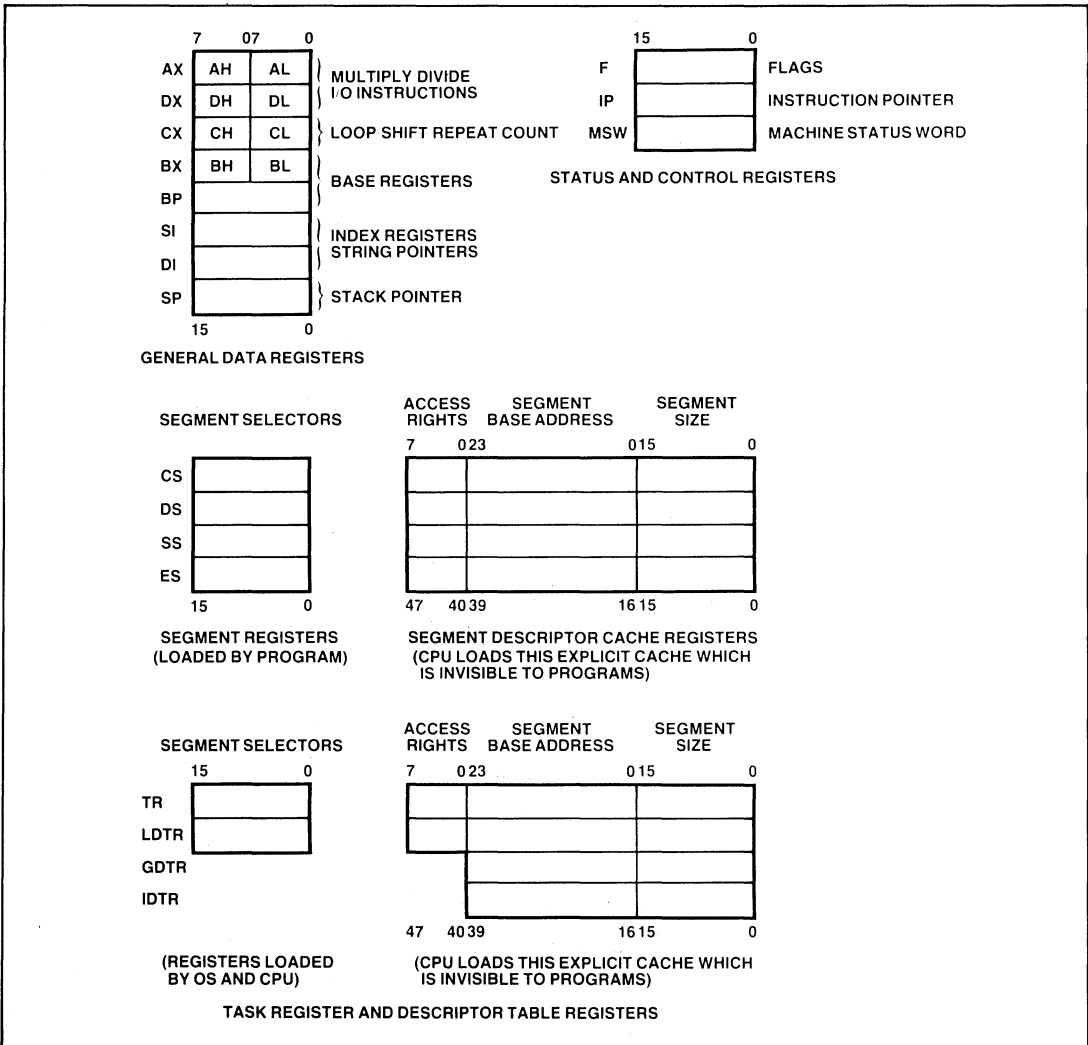 7 07 0
AX AH AL
DX DH DL
CX CH CL
BX BH BL
BP
SI
DI
SP
15 0
MULTIPLY DIVIDE
I/O INSTRUCTIONS
LOOP SHIFT REPEAT COUNT
BASE REGISTERS
INDEX REGISTERS
STRING POINTERS
STACK POINTER
GENERAL DATA REGISTERS
15 0
F FLAGS
IP INSTRUCTION POINTER
MSW MACHINE STATUS WORD
STATUS AND CONTROL REGISTERS
SEGMENT SELECTORS
CS
DS
SS
ES
15 0
SEGMENT REGISTERS
(LOADED BY PROGRAM)
ACCESS SEGMENT SEGMENT
RIGHTS BASE ADDRESS SIZE
7 0 23 0 15 0
47 40 39 16 15 0
SEGMENT DESCRIPTOR CACHE REGISTERS
(CPU LOADS THIS EXPLICIT CACHE WHICH
IS INVISIBLE TO PROGRAMS)
SEGMENT SELECTORS
15 0
TR
LDTR
GDTR
IDTR
(REGISTERS LOADED
BY OS AND CPU)
ACCESS SEGMENT SEGMENT
RIGHTS BASE ADDRESS SIZE
7 0 23 0 15 0
47 40 39 16 15 0
(CPU LOADS THIS EXPLICIT CACHE WHICH
IS INVISIBLE TO PROGRAMS)
TASK REGISTER AND DESCRIPTOR TABLE REGISTERS